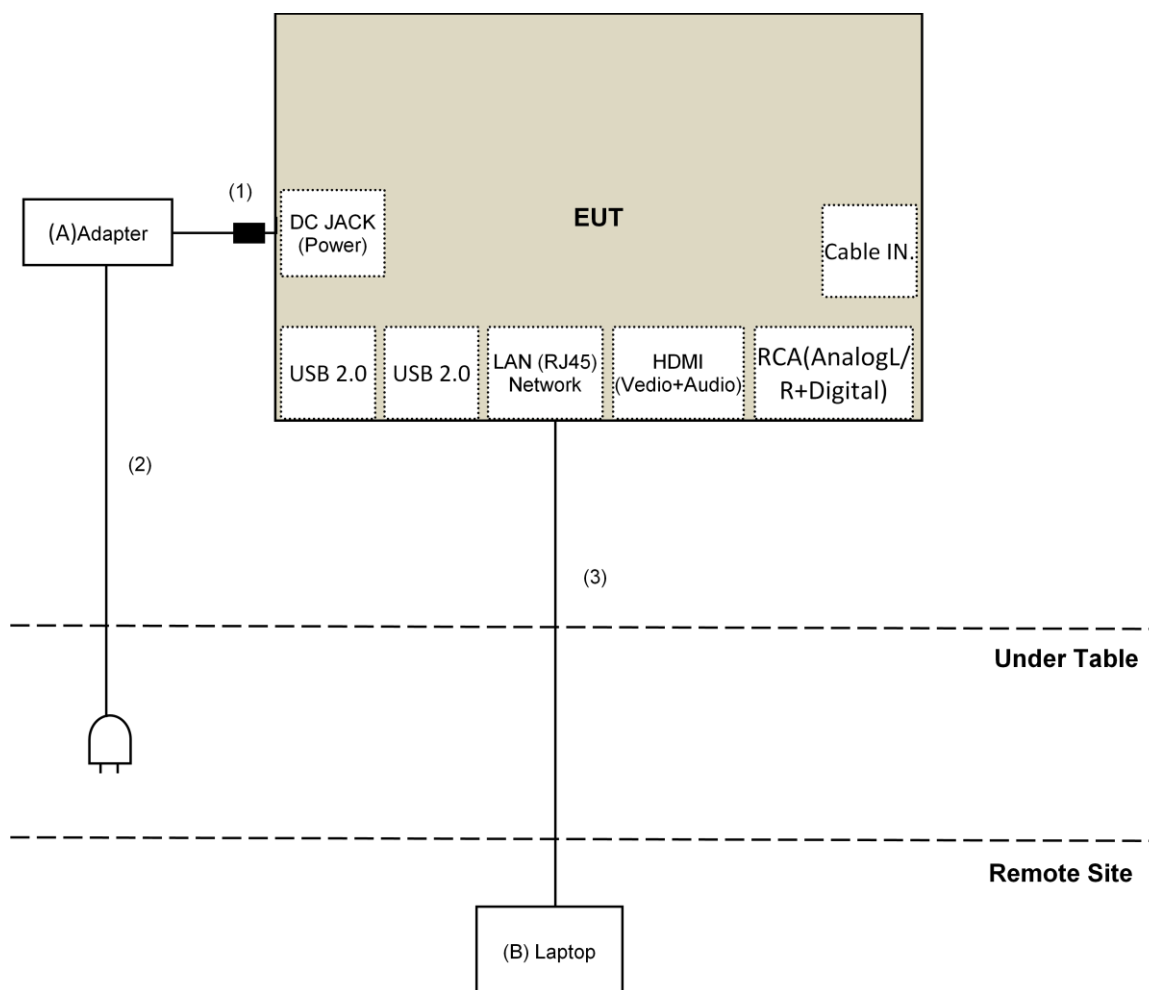 (1)
(A)Adapter
DC JACK
(Power)
EUT
Cable IN.
USB 2.0
USB 2.0
LAN (RJ45)
Network
HDMI
(Vedio+Audio)
RCA(AnalogL/
R+Digital)
(2)
(3)
Under Table
Remote Site
(B) Laptop